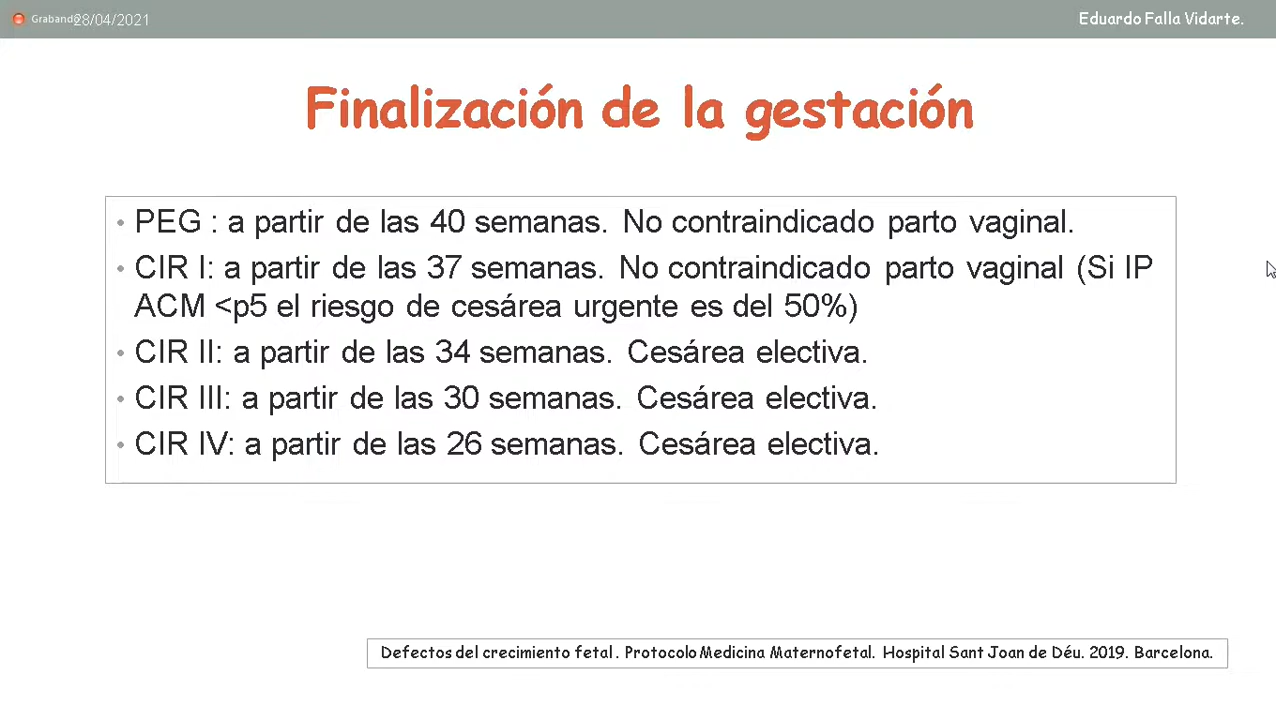 Grabando
28/04/2021
Eduardo Falla Vidarte.
Finalización de la gestación
• PEG : a partir de las 40 semanas. No contraindicado parto vaginal.
• CIR I: a partir de las 37 semanas. No contraindicado parto vaginal (Si IP
ACM <p5 el riesgo de cesárea urgente es del 50%)
• CIR II: a partir de las 34 semanas. Cesárea electiva.
• CIR III: a partir de las 30 semanas. Cesárea electiva.
• CIR IV: a partir de las 26 semanas. Cesárea electiva.
Defectos del crecimiento fetal. Protocolo Medicina Maternofetal. Hospital Sant Joan de Déu. 2019. Barcelona.